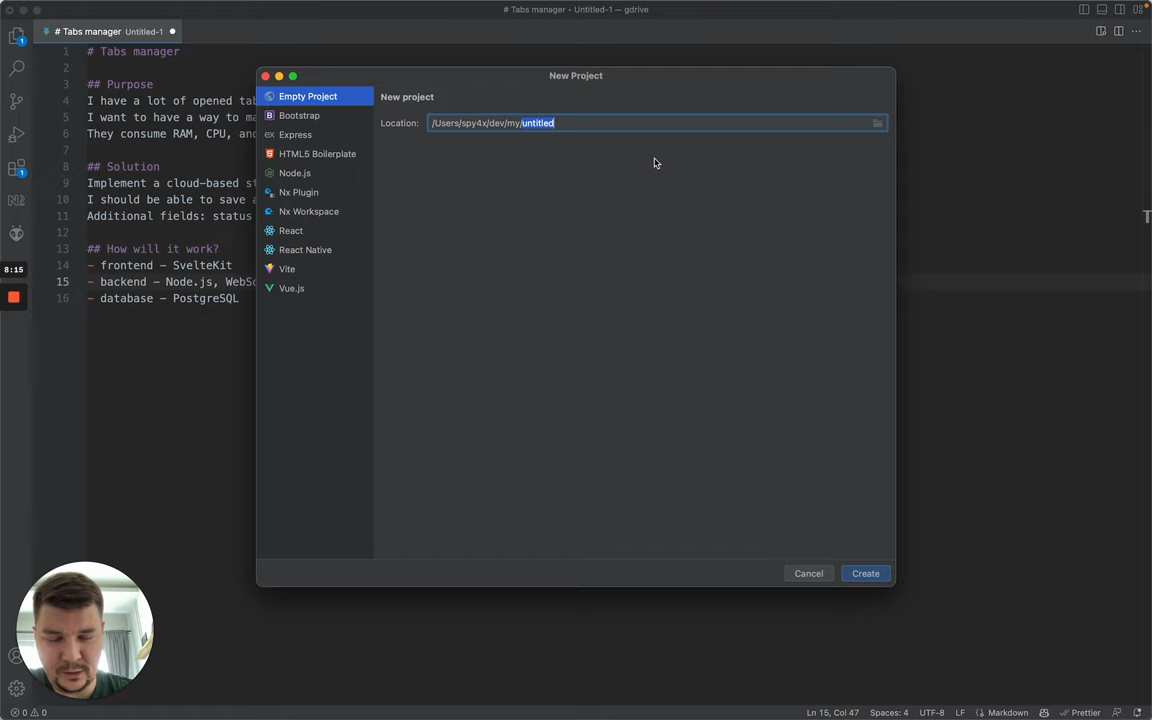 # Tabs manager • Untitled-1 — gdrive
# Tabs manager Untitled-1
1 # Tabs manager
2
3 ## Purpose
4 I have a lot of opened tab
5 I want to have a way to ma
6 They consume RAM, CPU, and
7
8 ## Solution
9 Implement a cloud-based st
10 I should be able to save a
11 Additional fields: status
12
13 ## How will it work?
14 - frontend - SvelteKit
15 - backend - Node.js, WebSo
16 - database - PostgreSQL
1
1
8:15
New Project
Empty Project
Bootstrap
ex Express
HTML5 Boilerplate
Node.js
Nx Plugin
Nx Workspace
React
React Native
Vite
Vue.js
New project
Location: /Users/spy4x/dev/my/untitled
Cancel
Create
T
0 0
Ln 15, Col 47
Spaces: 4
UTF-8
LF
Markdown
Prettier